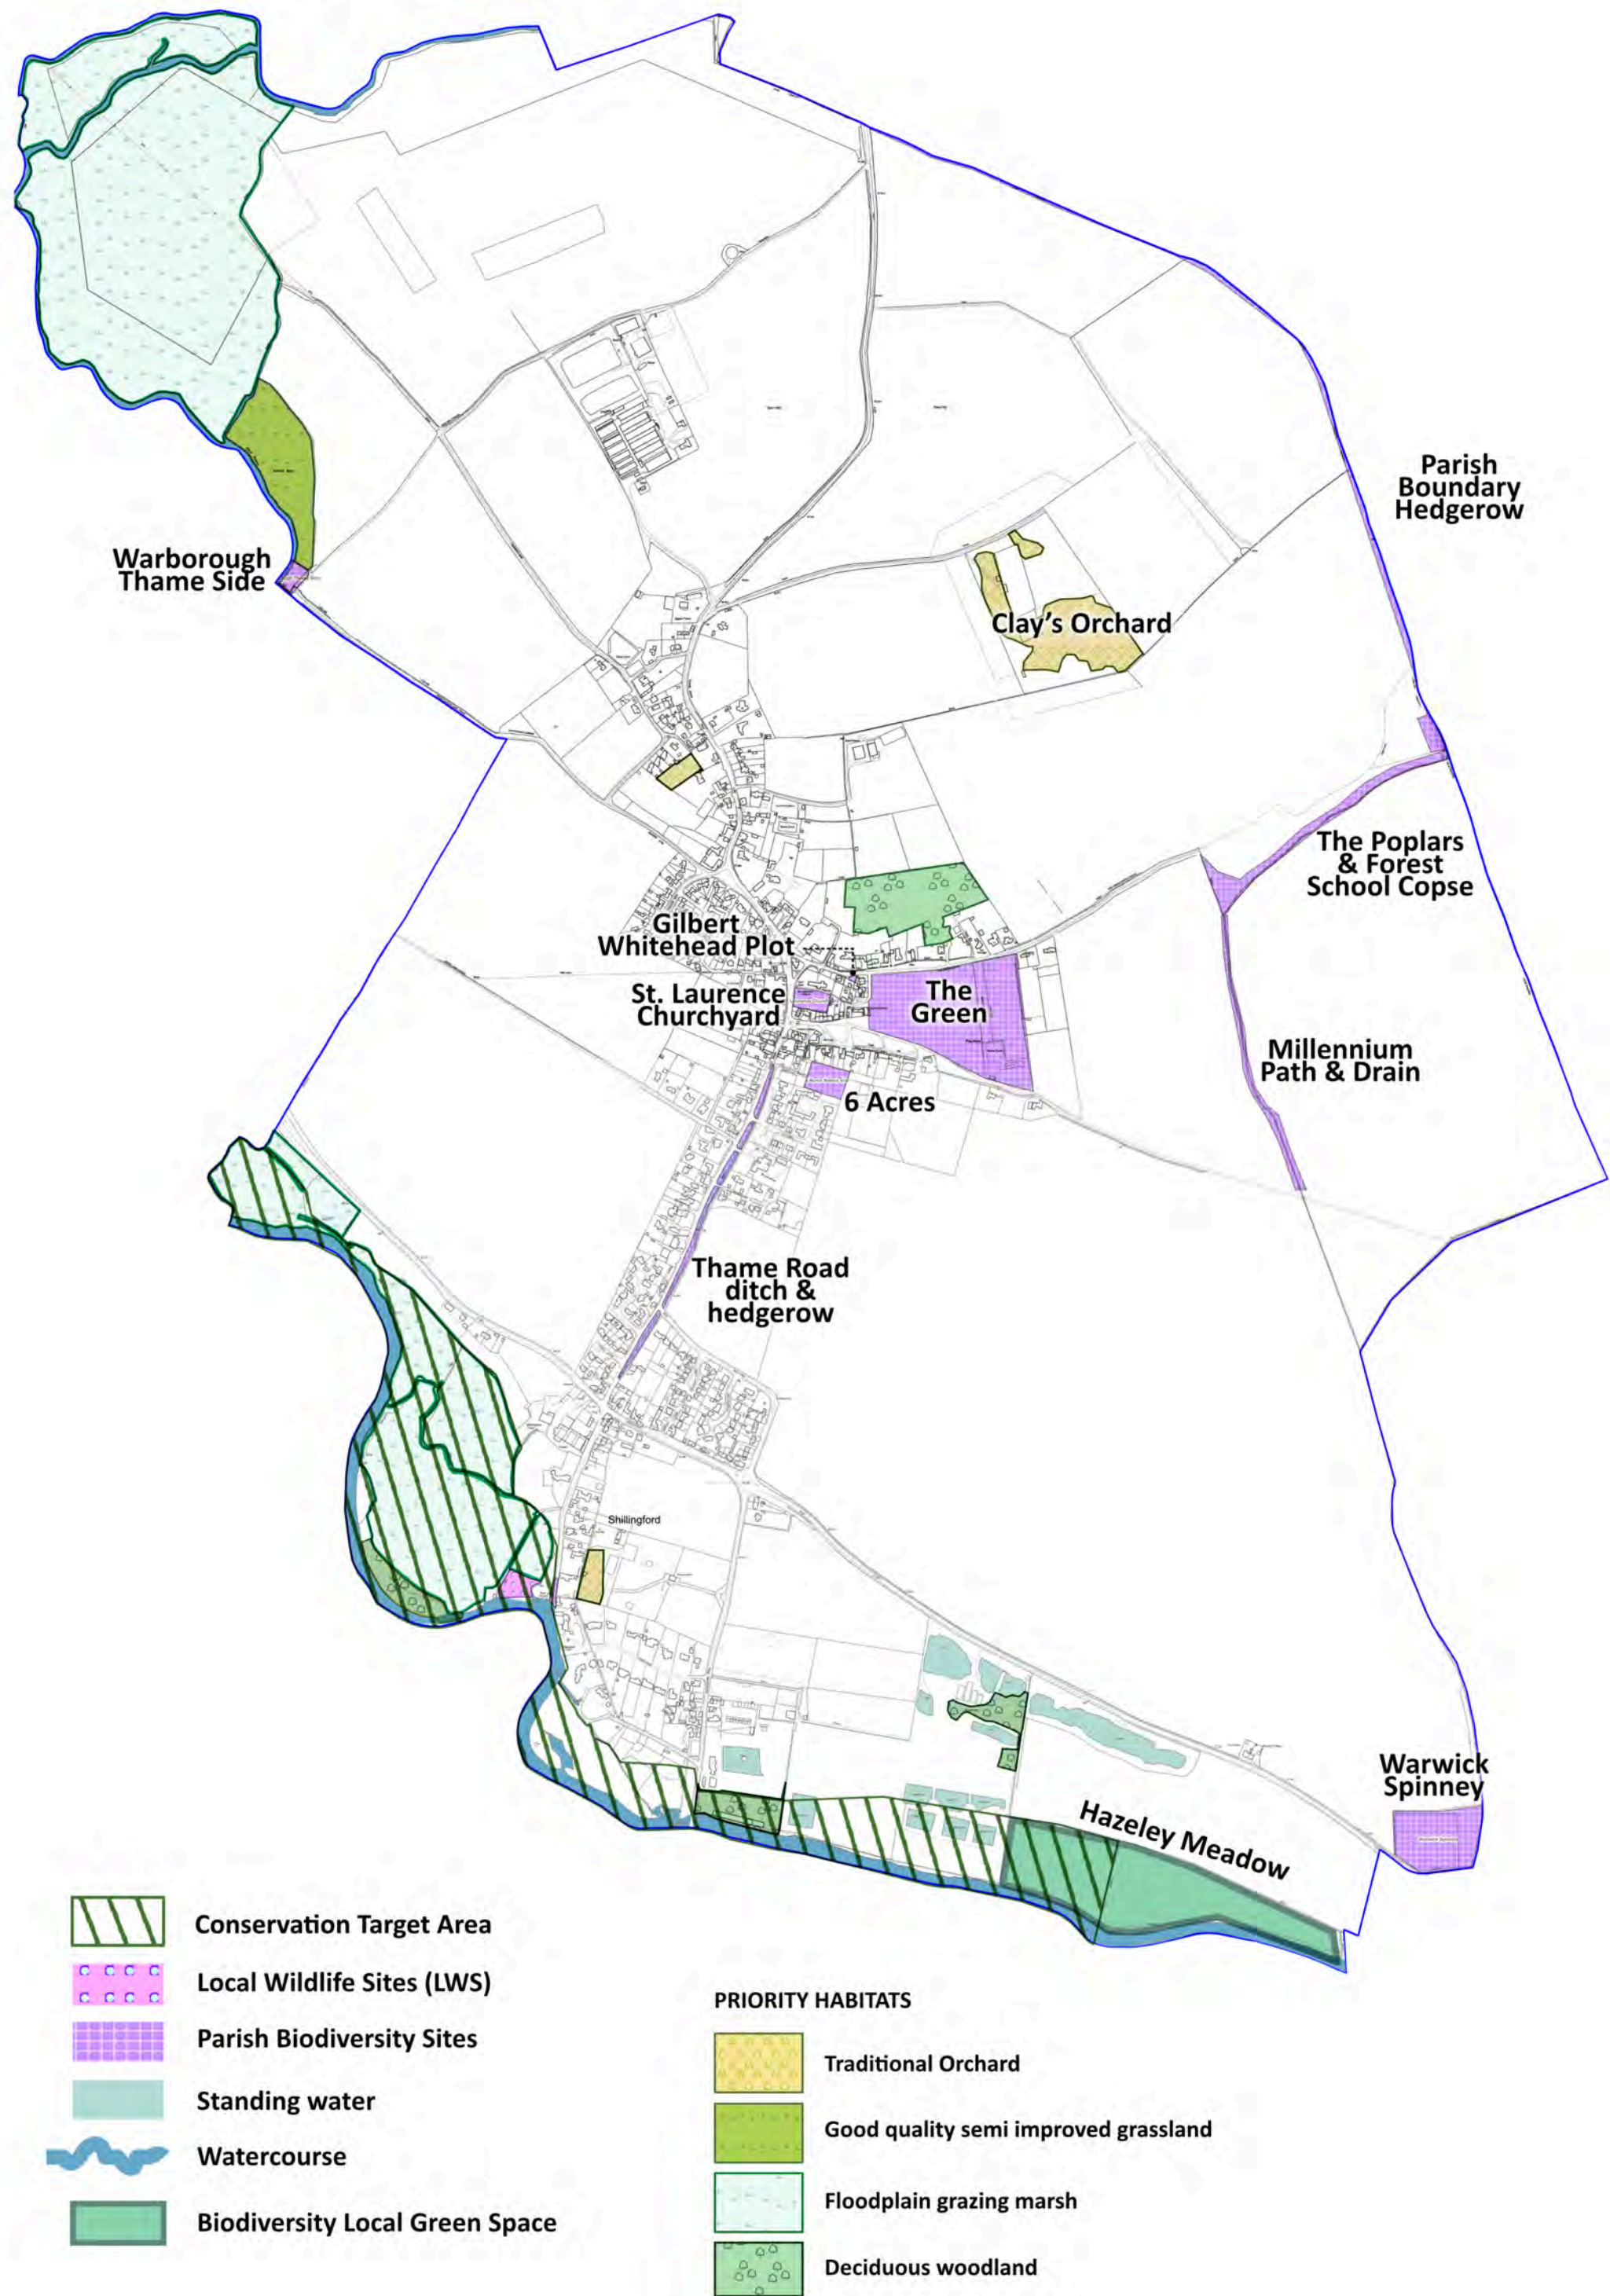 Parish
Boundary
Hedgerow
Warborough
Thame Side
Clay's Orchard
The Poplars
& Forest
School Copse
Gilbert
Whitehead Plot
St. Laurence
Churchyard
The
Green
Millennium
Path & Drain
6 Acres
Thame Road
ditch &
hedgerow
Shillingford
Warwick
Spinney
Hazeley Meadow
Conservation Target Area
Local Wildlife Sites (LWS)
Parish Biodiversity Sites
Standing water
Watercourse
Biodiversity Local Green Space
PRIORITY HABITATS
Traditional Orchard
Good quality semi improved grassland
Floodplain grazing marsh
Deciduous woodland